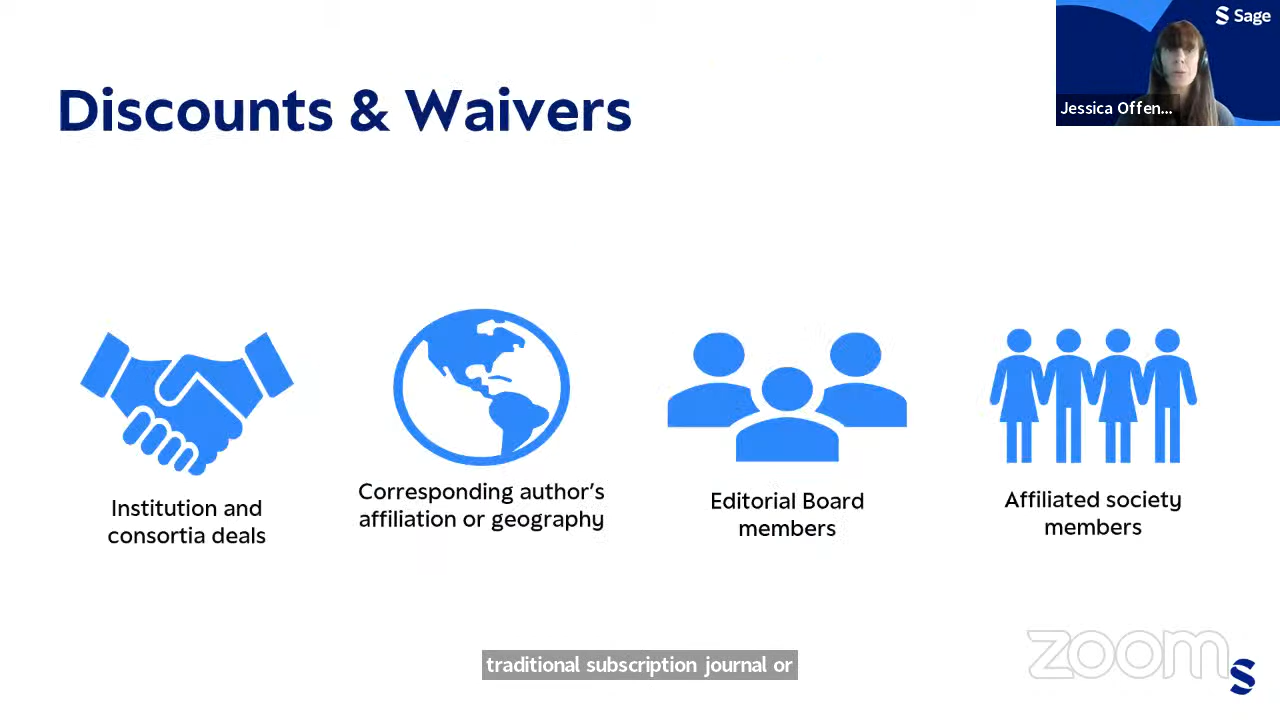 Sage
Jessica Offen...
Discounts & Waivers
Institution and
consortia deals
Corresponding author's
affiliation or geography
Editorial Board
members
Affiliated society
members
traditional subscription journal or
zoom